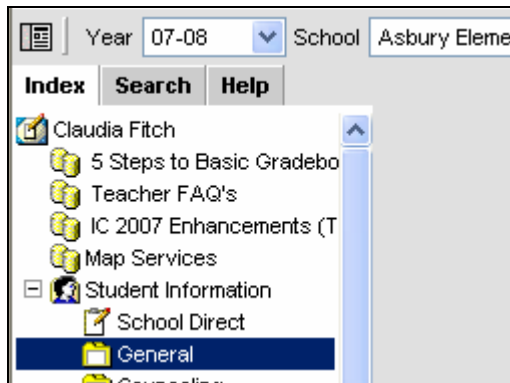 Year 07-08 School Asbury Eleme
Index Search Help
Claudia Fitch
5 Steps to Basic Gradebo
Teacher FAQ's
IC 2007 Enhancements (T
Map Services
Student Information
School Direct
General
Counseling